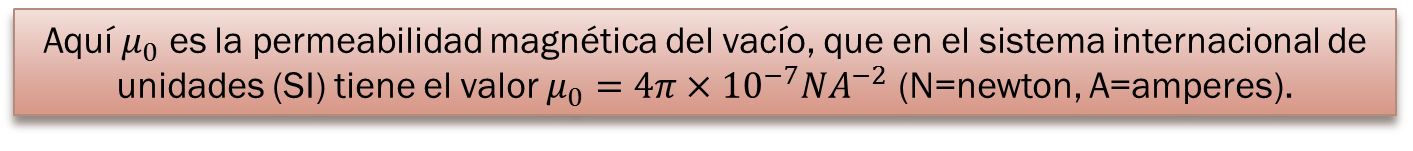 Aquí μ₀ es la permeabilidad magnética del vacío, que en el sistema internacional de
unidades (SI) tiene el valor μ₀ = 4π × 10⁻⁷NA⁻² (N=newton, A=amperes).